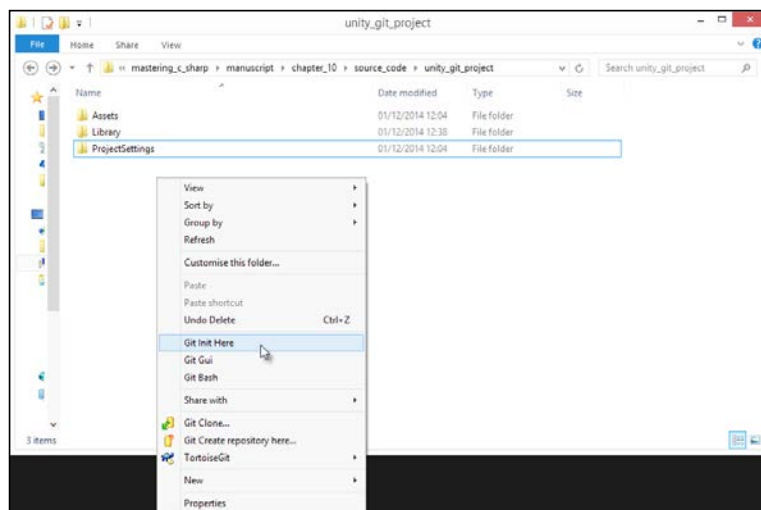 unity_git_project
File Home Share View
« mastering_c_sharp ▸ manuscript ▸ chapter_10 ▸ source_code ▸ unity_git_project
Search unity_git_project
Name Date modified Type Size
Assets 01/12/2014 12:04 File folder
Library 01/12/2014 12:38 File folder
ProjectSettings 01/12/2014 12:04 File folder
View
Sort by
Group by
Refresh
Customise this folder...
Paste
Paste shortcut
Undo Delete Ctrl+Z
Git Init Here
Git Gui
Git Bash
Share with
Git Clone...
Git Create repository here...
TortoiseGit
New
Properties
3 items